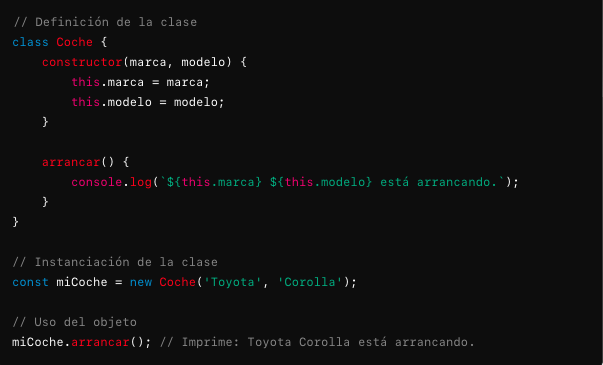 // Definición de la clase
class Coche {
    constructor(marca, modelo) {
        this.marca = marca;
        this.modelo = modelo;
    }

    arrancar() {
        console.log(`${this.marca} ${this.modelo} está arrancando.`);
    }
}

// Instanciación de la clase
const miCoche = new Coche('Toyota', 'Corolla');

// Uso del objeto
miCoche.arrancar(); // Imprime: Toyota Corolla está arrancando.